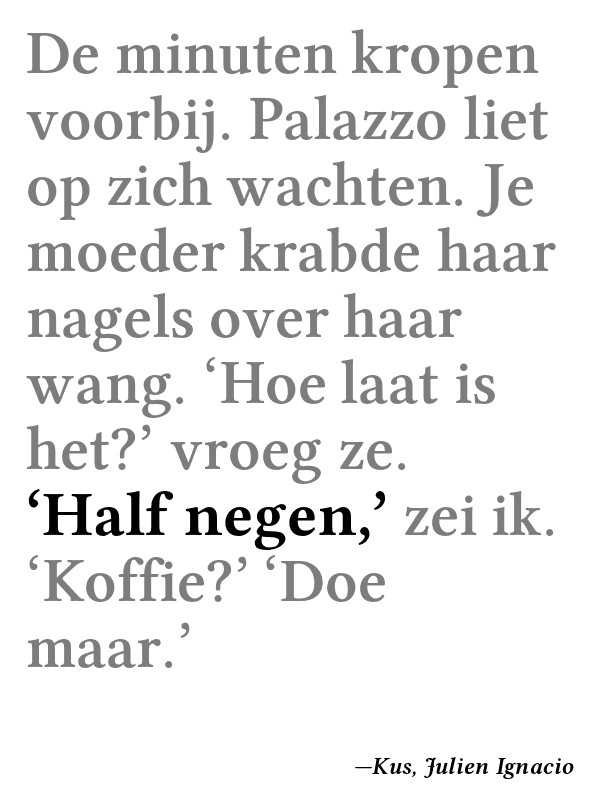 De minuten kropen
voorbij. Palazzo liet
op zich wachten. Je
moeder krabde haar
nagels over haar
wang. ‘Hoe laat is
het?’ vroeg ze.
‘Half negen,’ zei ik.
‘Koffie?’ ‘Doe
maar.’
—Kus, Julien Ignacio